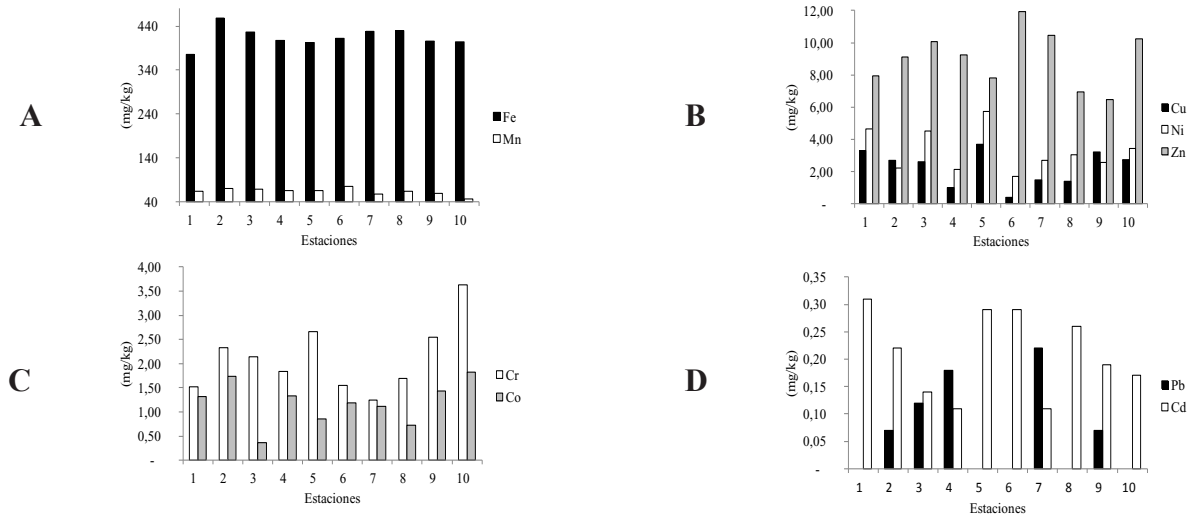 A
(mg/kg)
440
340
240
140
40
1 2 3 4 5 6 7 8 9 10
Estaciones
Fe
Mn
B
(mg/kg)
12,00
10,00
8,00
6,00
4,00
2,00
-
1 2 3 4 5 6 7 8 9 10
Estaciones
Cu
Ni
Zn
C
(mg/kg)
4,00
3,50
3,00
2,50
2,00
1,50
1,00
0,50
-
1 2 3 4 5 6 7 8 9 10
Estaciones
Cr
Co
D
(mg/kg)
0,35
0,30
0,25
0,20
0,15
0,10
0,05
-
1 2 3 4 5 6 7 8 9 10
Estaciones
Pb
Cd